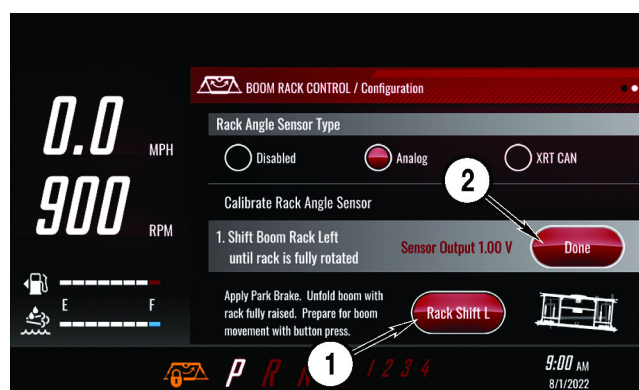 BOOM RACK CONTROL / Configuration
0.0 MPH
900 RPM
Rack Angle Sensor Type
Disabled
Analog
XRT CAN
2
Calibrate Rack Angle Sensor
1. Shift Boom Rack Left
until rack is fully rotated
Sensor Output 1.00 V
Done
E F
Apply Park Brake. Unfold boom with
rack fully raised. Prepare for boom
movement with button press.
Rack Shift L
1
P R 1 2 3 4
9:00 AM
8/1/2022